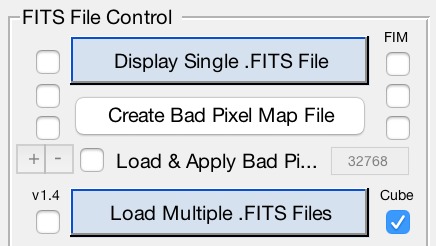 FITS File Control
FIM
Display Single .FITS File
Create Bad Pixel Map File
+ - Load & Apply Bad Pi... 32768
v1.4 Cube
Load Multiple .FITS Files